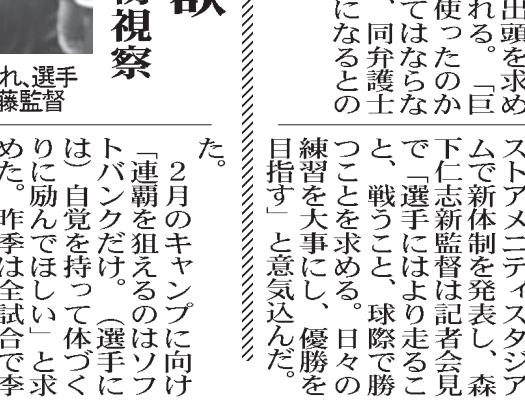 出頭を求め
れる。「巨
使ったのか
てはならな
、同弁護士
になるとの
ストアメニティスタジア
ムで新体制を発表し、森
下仁志新監督は記者会見
で「選手にはより走るこ
と、戦うこと、球際で勝
つことを求める。日々の
練習を大事にし、優勝を
目指す」と意気込んだ。
視察
れ、選手
藤監督
た。
２月のキャンプに向け
「連覇を狙えるのはソフ
トバンクだけ。（選手に
は）自覚を持って体づく
りに励んでほしい」と求
めた。昨季は全試合で李